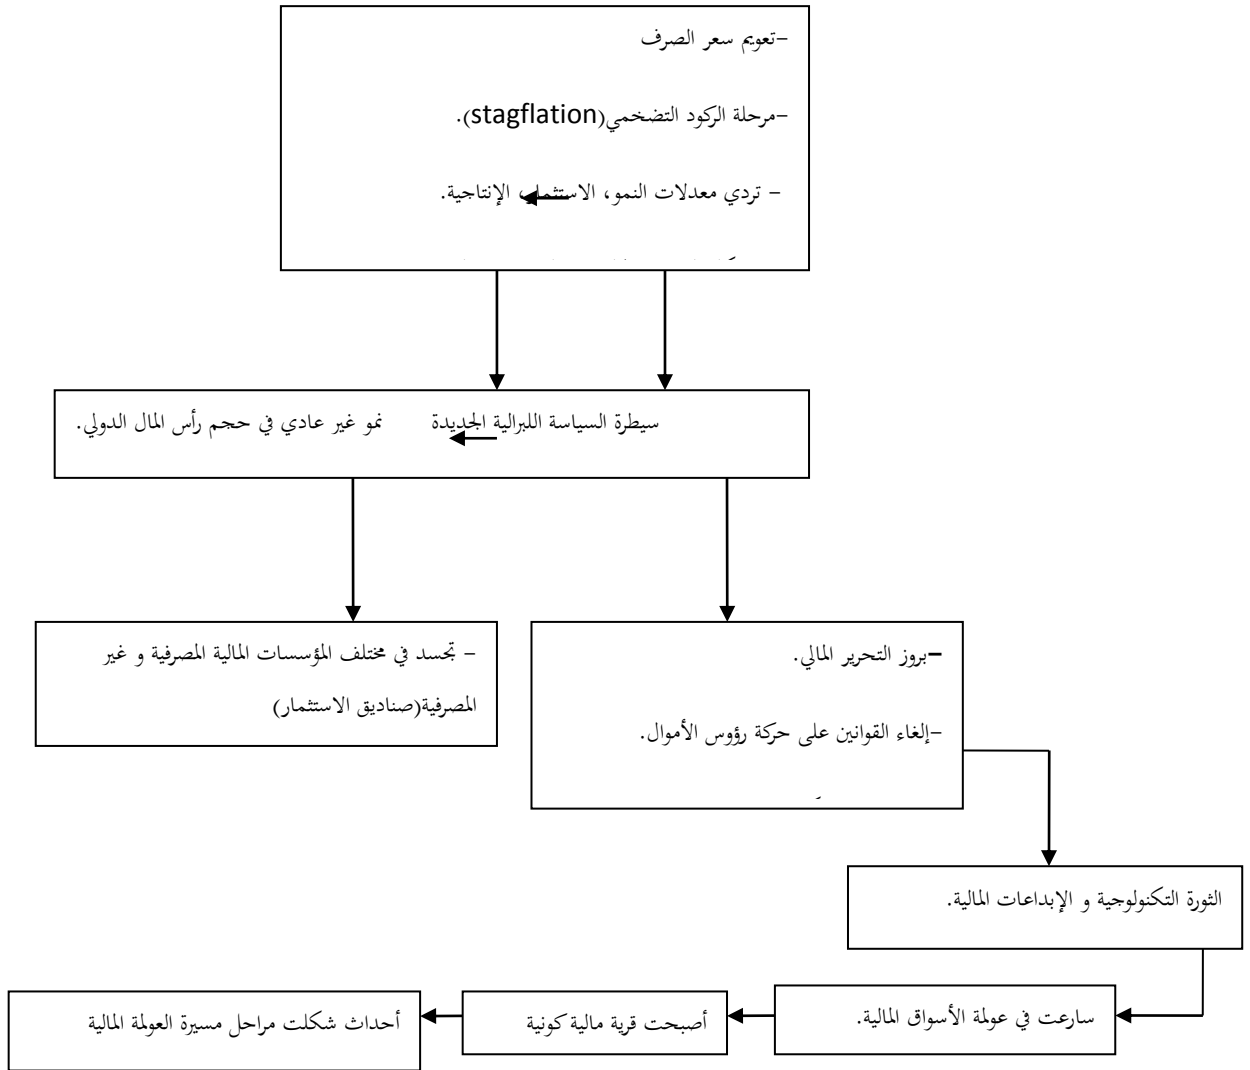 -تعويم سعر الصرف
-مرحلة الركود التضخمي(stagflation).
- تردي معدلات النمو، الاستثمار، الإنتاجية.
سيطرة السياسة اللبرالية الجديدة نمو غير عادي في حجم رأس المال الدولي.
-بروز التحرير المالي.
-إلغاء القوانين على حركة رؤوس الأموال.
- تجسد في مختلف المؤسسات المالية المصرفية و غير
المصرفية(صناديق الاستثمار)
الثورة التكنولوجية و الإبداعات المالية.
سارعت في عولمة الأسواق المالية.
أصبحت قرية مالية كونية
أحداث شكلت مراحل مسيرة العولمة المالية